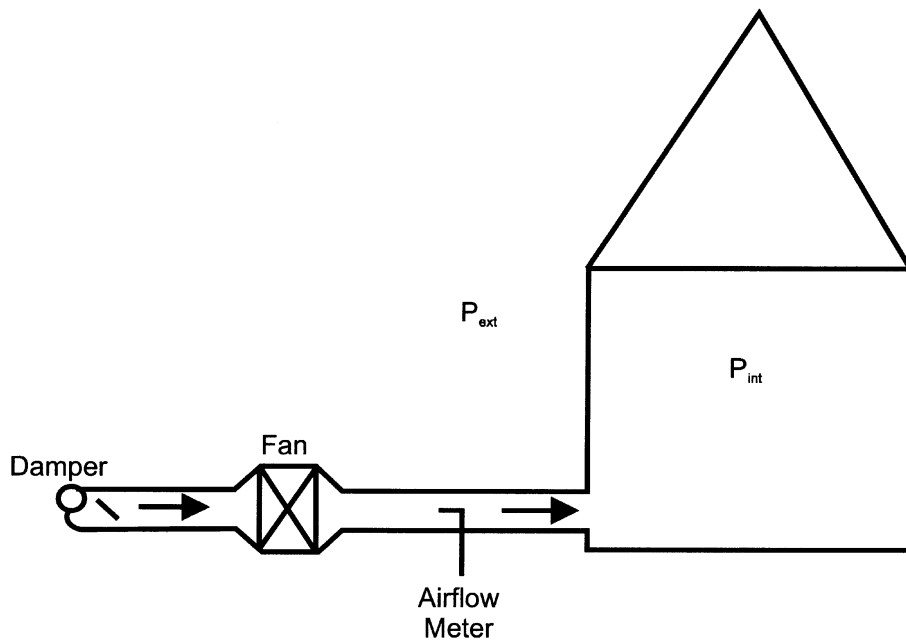 P_ext
P_int
Fan
Damper
Airflow
Meter